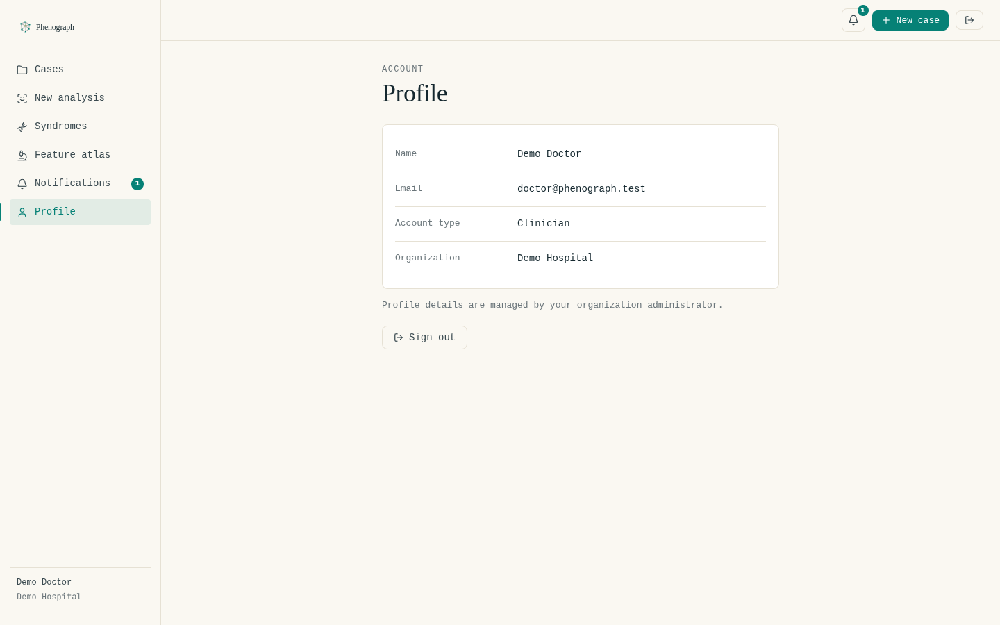 Phenograph
Cases
New analysis
Syndromes
Feature atlas
Notifications 1
Profile
Demo Doctor
Demo Hospital
1
New case
ACCOUNT
Profile
Name Demo Doctor
Email doctor@phenograph.test
Account type Clinician
Organization Demo Hospital
Profile details are managed by your organization administrator.
Sign out